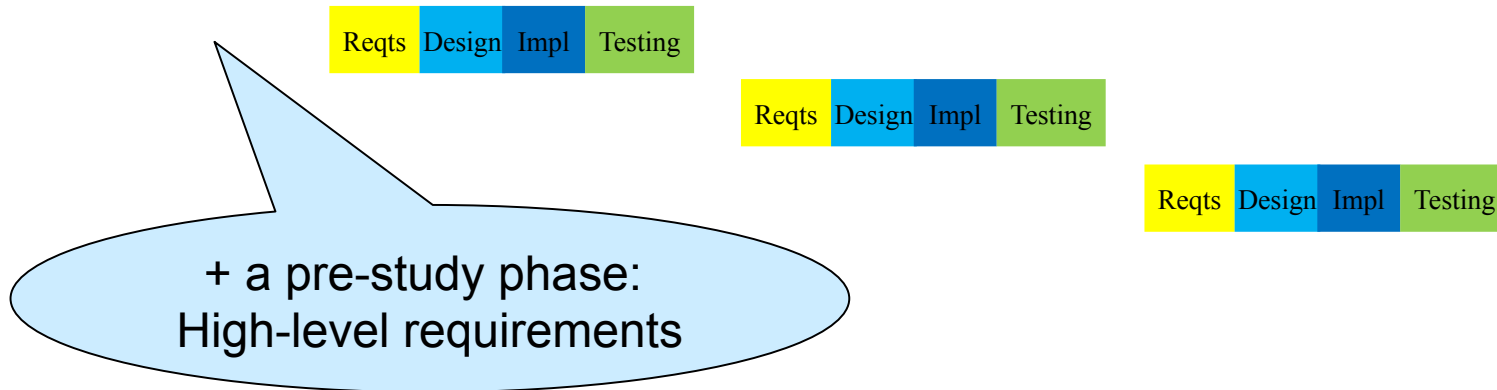 Reqts Design Impl Testing
Reqts Design Impl Testing
Reqts Design Impl Testing
+ a pre-study phase:
High-level requirements